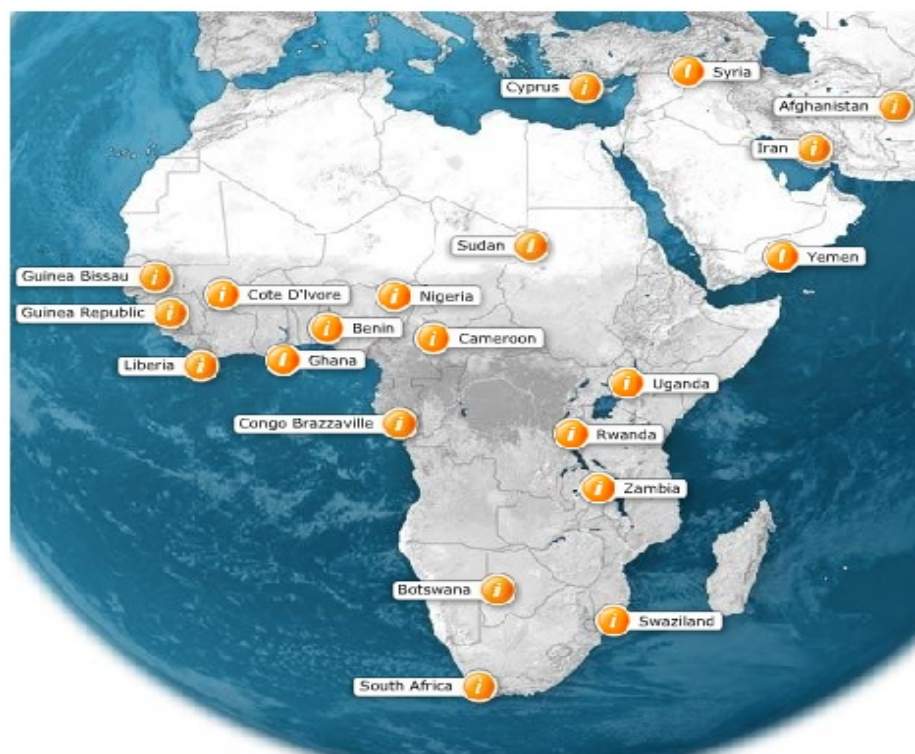 Cyprus
Syria
Afghanistan
Iran
Sudan
Yemen
Guinea Bissau
Cote D'Ivore
Nigeria
Guinea Republic
Benin
Cameroon
Liberia
Ghana
Uganda
Congo Brazzaville
Rwanda
Zambia
Botswana
Swaziland
South Africa